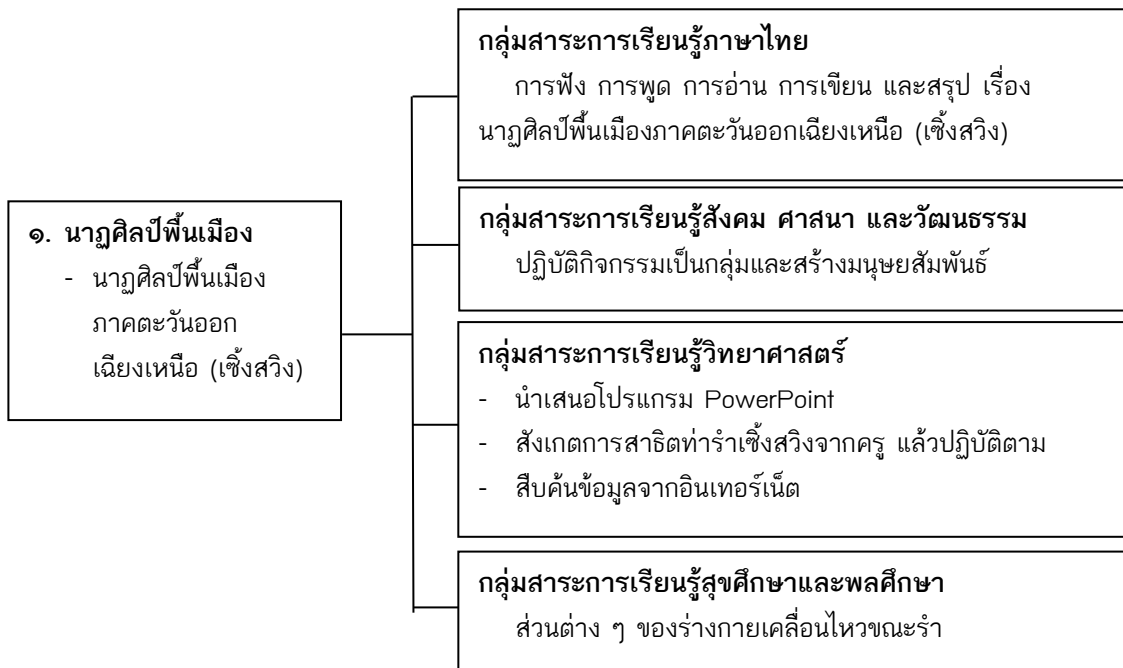 ๑. นาฏศิลป์พื้นเมือง
- นาฏศิลป์พื้นเมือง
ภาคตะวันออก
เฉียงเหนือ (เซิ้งสวิง)
กลุ่มสาระการเรียนรู้ภาษาไทย
การฟัง การพูด การอ่าน การเขียน และสรุป เรื่อง
นาฏศิลป์พื้นเมืองภาคตะวันออกเฉียงเหนือ (เซิ้งสวิง)
กลุ่มสาระการเรียนรู้สังคม ศาสนา และวัฒนธรรม
ปฏิบัติกิจกรรมเป็นกลุ่มและสร้างมนุษยสัมพันธ์
กลุ่มสาระการเรียนรู้วิทยาศาสตร์
- นำเสนอโปรแกรม PowerPoint
- สังเกตการสาธิตท่ารำเซิ้งสวิงจากครู แล้วปฏิบัติตาม
- สืบค้นข้อมูลจากอินเทอร์เน็ต
กลุ่มสาระการเรียนรู้สุขศึกษาและพลศึกษา
ส่วนต่าง ๆ ของร่างกายเคลื่อนไหวขณะรำ